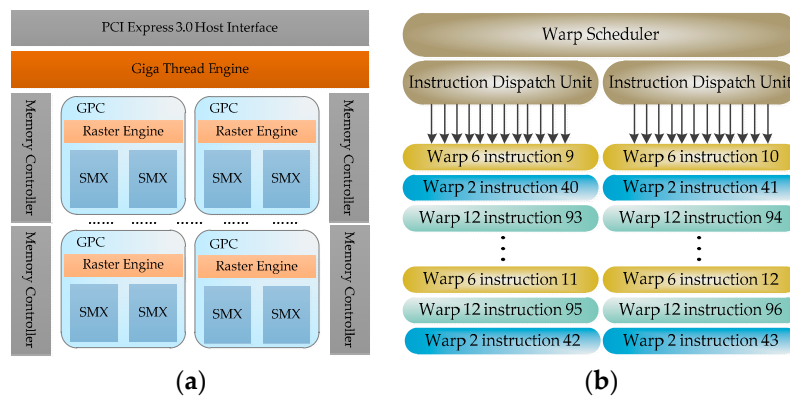 PCI Express 3.0 Host Interface
Giga Thread Engine
Memory Controller
GPC
Raster Engine
SMX SMX
GPC
Raster Engine
SMX SMX
Memory Controller
...... ...... ...... ...... ......
Memory Controller
GPC
Raster Engine
SMX SMX
GPC
Raster Engine
SMX SMX
Memory Controller
(a)
Warp Scheduler
Instruction Dispatch Unit Instruction Dispatch Unit
Warp 6 instruction 9 Warp 6 instruction 10
Warp 2 instruction 40 Warp 2 instruction 41
Warp 12 instruction 93 Warp 12 instruction 94
Warp 6 instruction 11 Warp 6 instruction 12
Warp 12 instruction 95 Warp 12 instruction 96
Warp 2 instruction 42 Warp 2 instruction 43
(b)